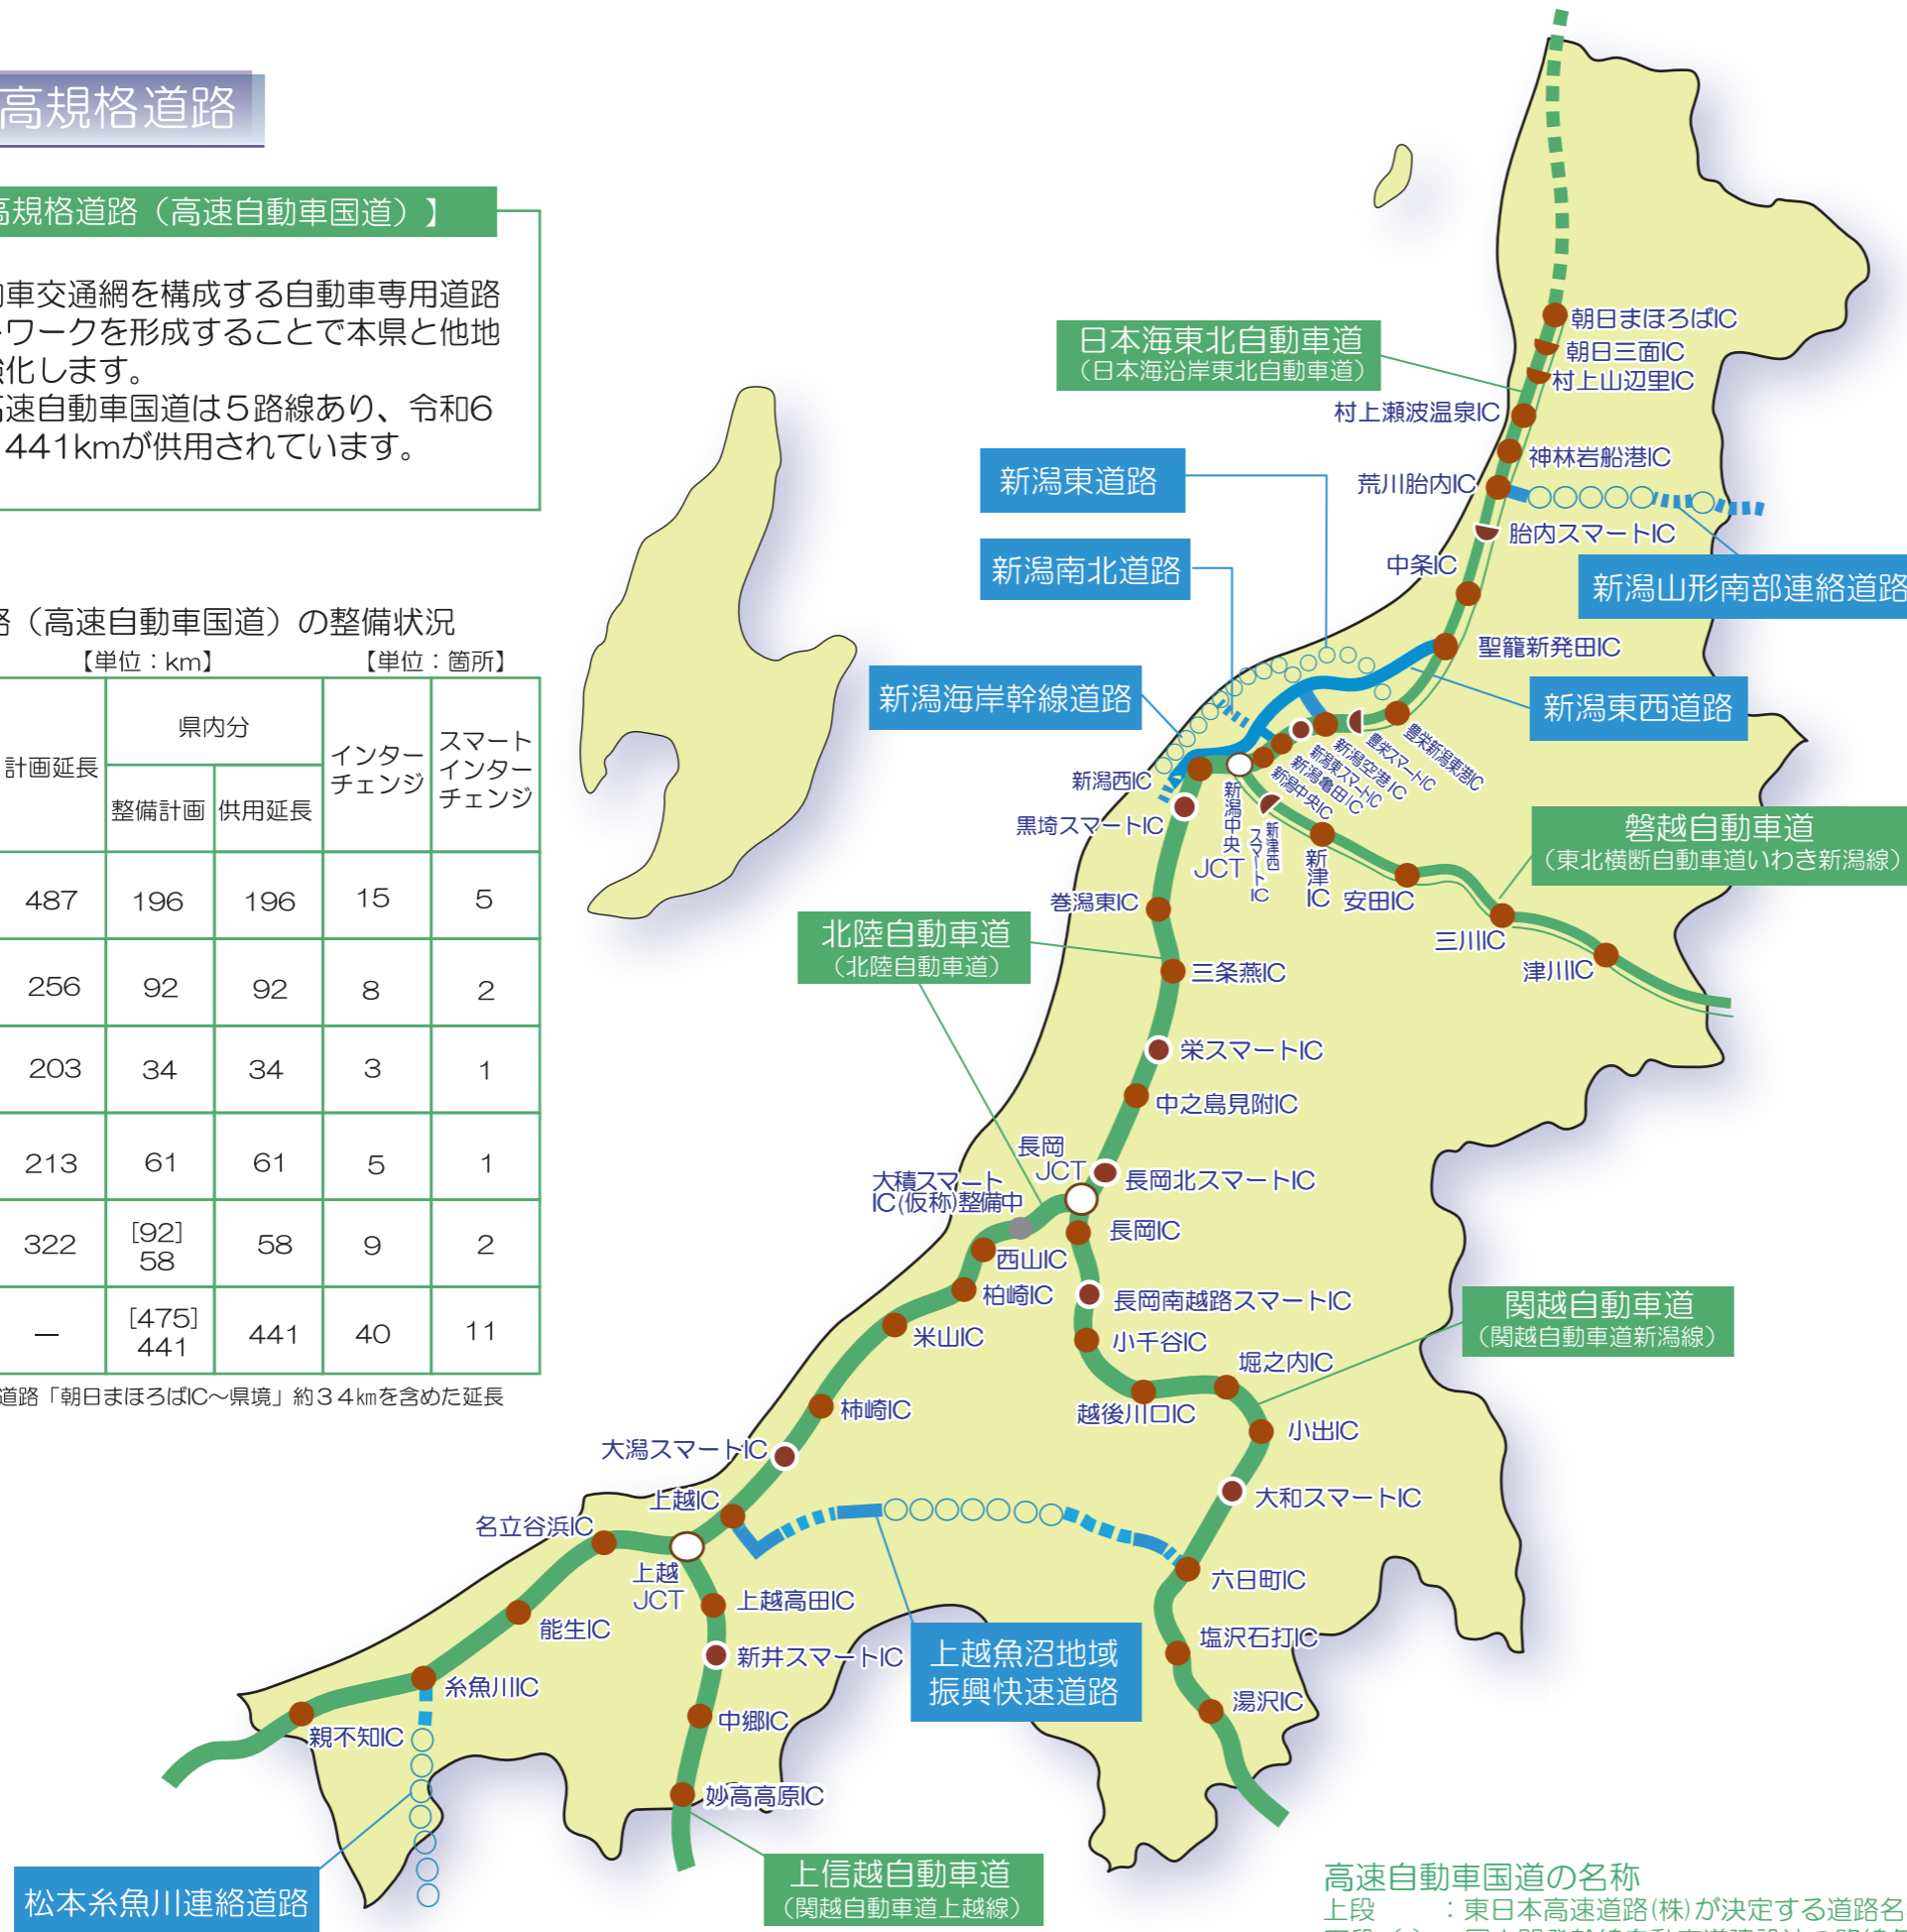 高規格道路
高規格道路（高速自動車国道）】
動車交通網を構成する自動車専用道路
トワークを形成することで本県と他地
強化します。
高速自動車国道は５路線あり、令和6
441kmが供用されています。
路（高速自動車国道）の整備状況
【単位：km】 【単位：箇所】
計画延長 県内分 インターチェンジ スマートインターチェンジ
整備計画 供用延長
487 196 196 15 5
256 92 92 8 2
203 34 34 3 1
213 61 61 5 1
322 [92] 58 58 9 2
― [475] 441 441 40 11
道路「朝日まほろばIC～県境」約３４㎞を含めた延長
朝日まほろばIC
朝日三面IC
村上山辺里IC
日本海東北自動車道
（日本海沿岸東北自動車道）
村上瀬波温泉IC
神林岩船港IC
荒川胎内IC
新潟東道路
胎内スマートIC
新潟南北道路
中条IC
新潟山形南部連絡道路
聖籠新発田IC
新潟海岸幹線道路
新潟東西道路
豊栄新潟東港IC
豊栄スマートIC
新潟空港IC
新潟東スマートIC
新潟亀田IC
新潟中央IC
新潟西IC
黒埼スマートIC
新潟中央
JCT
新津西
スマートIC
新津IC
安田IC
磐越自動車道
（東北横断自動車道いわき新潟線）
三川IC
津川IC
巻潟東IC
北陸自動車道
（北陸自動車道）
三条燕IC
栄スマートIC
中之島見附IC
長岡
JCT
長岡北スマートIC
大積スマート
IC(仮称)整備中
長岡IC
西山IC
柏崎IC
長岡南越路スマートIC
関越自動車道
（関越自動車道新潟線）
米山IC
小千谷IC
堀之内IC
越後川口IC
柿崎IC
小出IC
大潟スマートIC
大和スマートIC
上越IC
名立谷浜IC
上越
JCT
六日町IC
上越高田IC
能生IC
塩沢石打IC
新井スマートIC
上越魚沼地域
振興快速道路
糸魚川IC
湯沢IC
中郷IC
親不知IC
妙高高原IC
松本糸魚川連絡道路
上信越自動車道
（関越自動車道上越線）
高速自動車国道の名称
上段 ：東日本高速道路(株)が決定する道路名